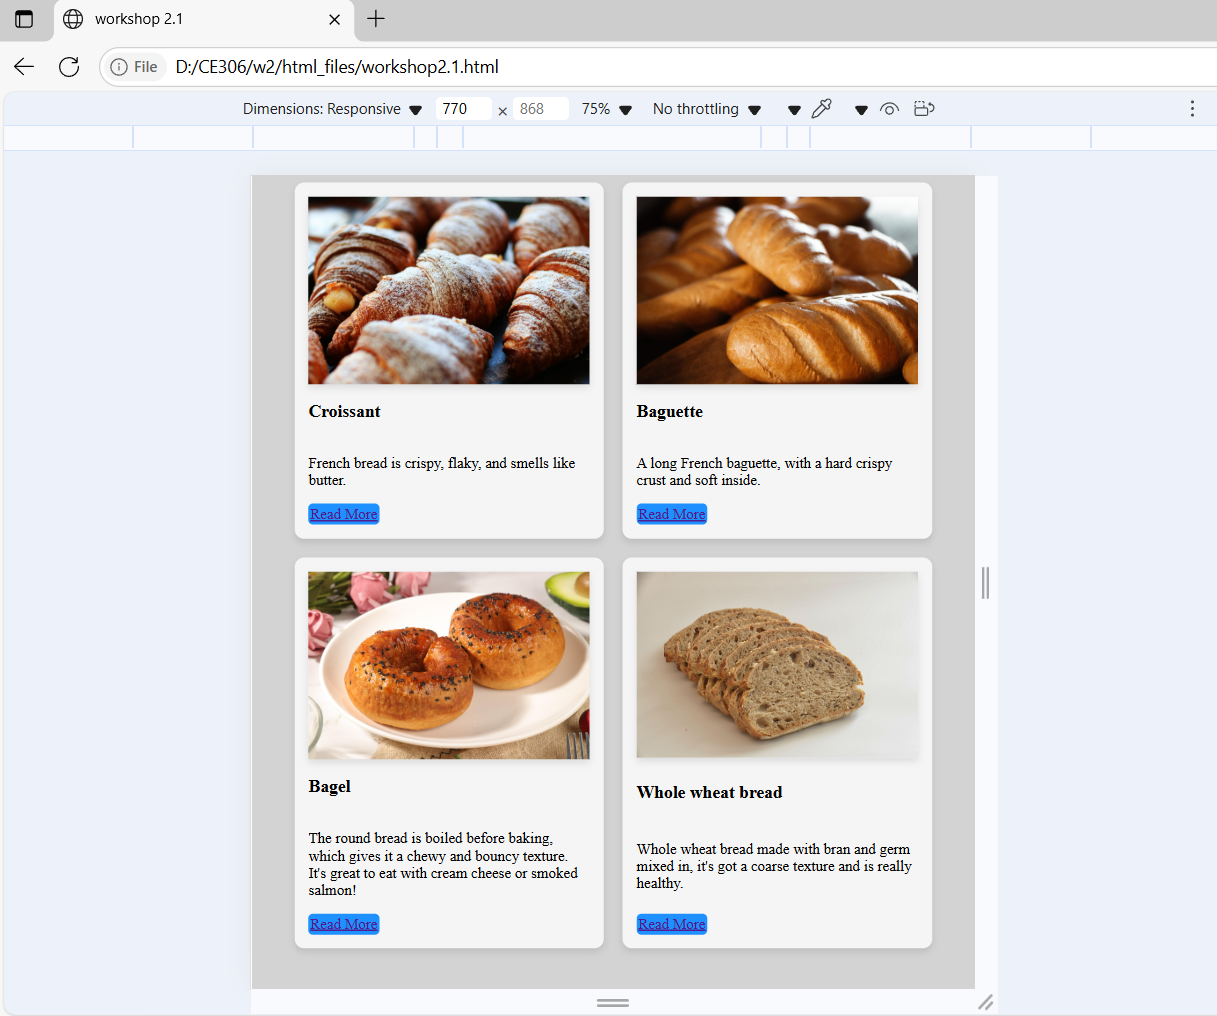 workshop 2.1
File D:/CE306/w2/html_files/workshop2.1.html
Dimensions: Responsive 770 × 868 75% No throttling
Croissant
French bread is crispy, flaky, and smells like
butter.
Read More
Baguette
A long French baguette, with a hard crispy
crust and soft inside.
Read More
Bagel
The round bread is boiled before baking,
which gives it a chewy and bouncy texture.
It's great to eat with cream cheese or smoked
salmon!
Read More
Whole wheat bread
Whole wheat bread made with bran and germ
mixed in, it's got a coarse texture and is really
healthy.
Read More